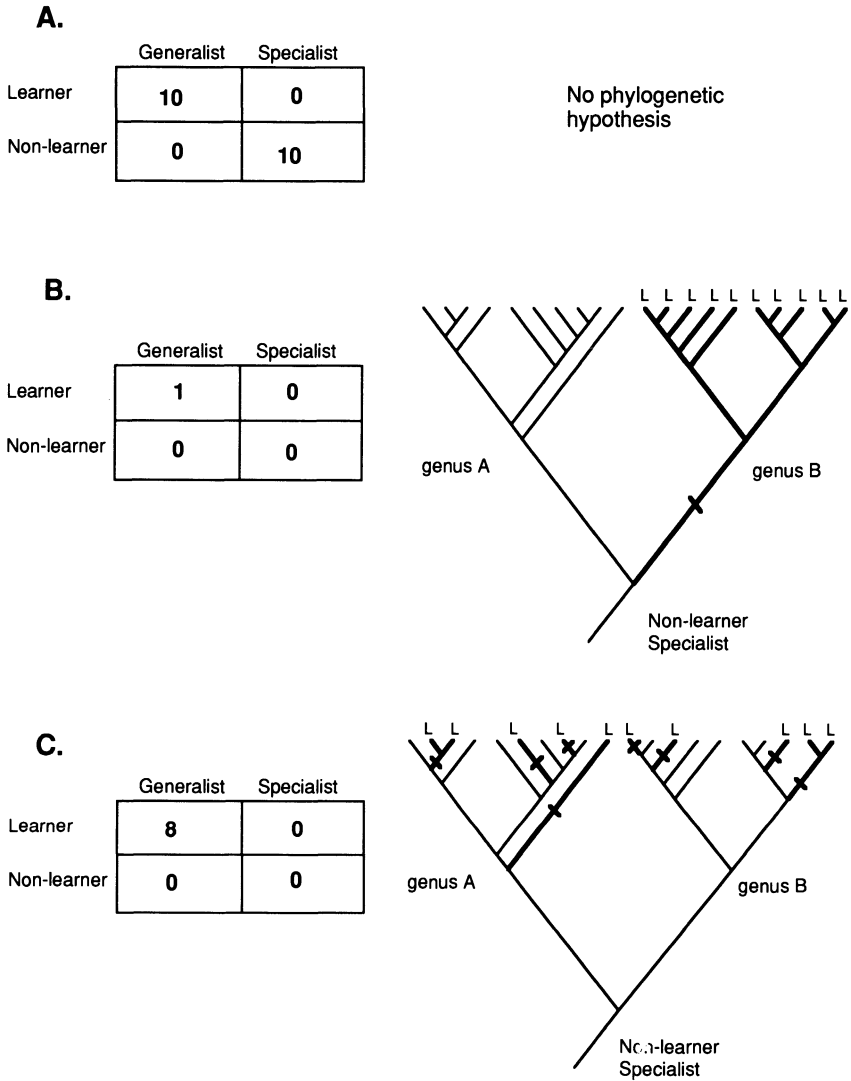 A.
Generalist Specialist
Learner 10 0
Non-learner 0 10
No phylogenetic
hypothesis
B.
Generalist Specialist
Learner 1 0
Non-learner 0 0
L L L L L L L L L L
genus A
genus B
Non-learner
Specialist
C.
Generalist Specialist
Learner 8 0
Non-learner 0 0
L L L L L L L L L L
genus A
genus B
Non-learner
Specialist